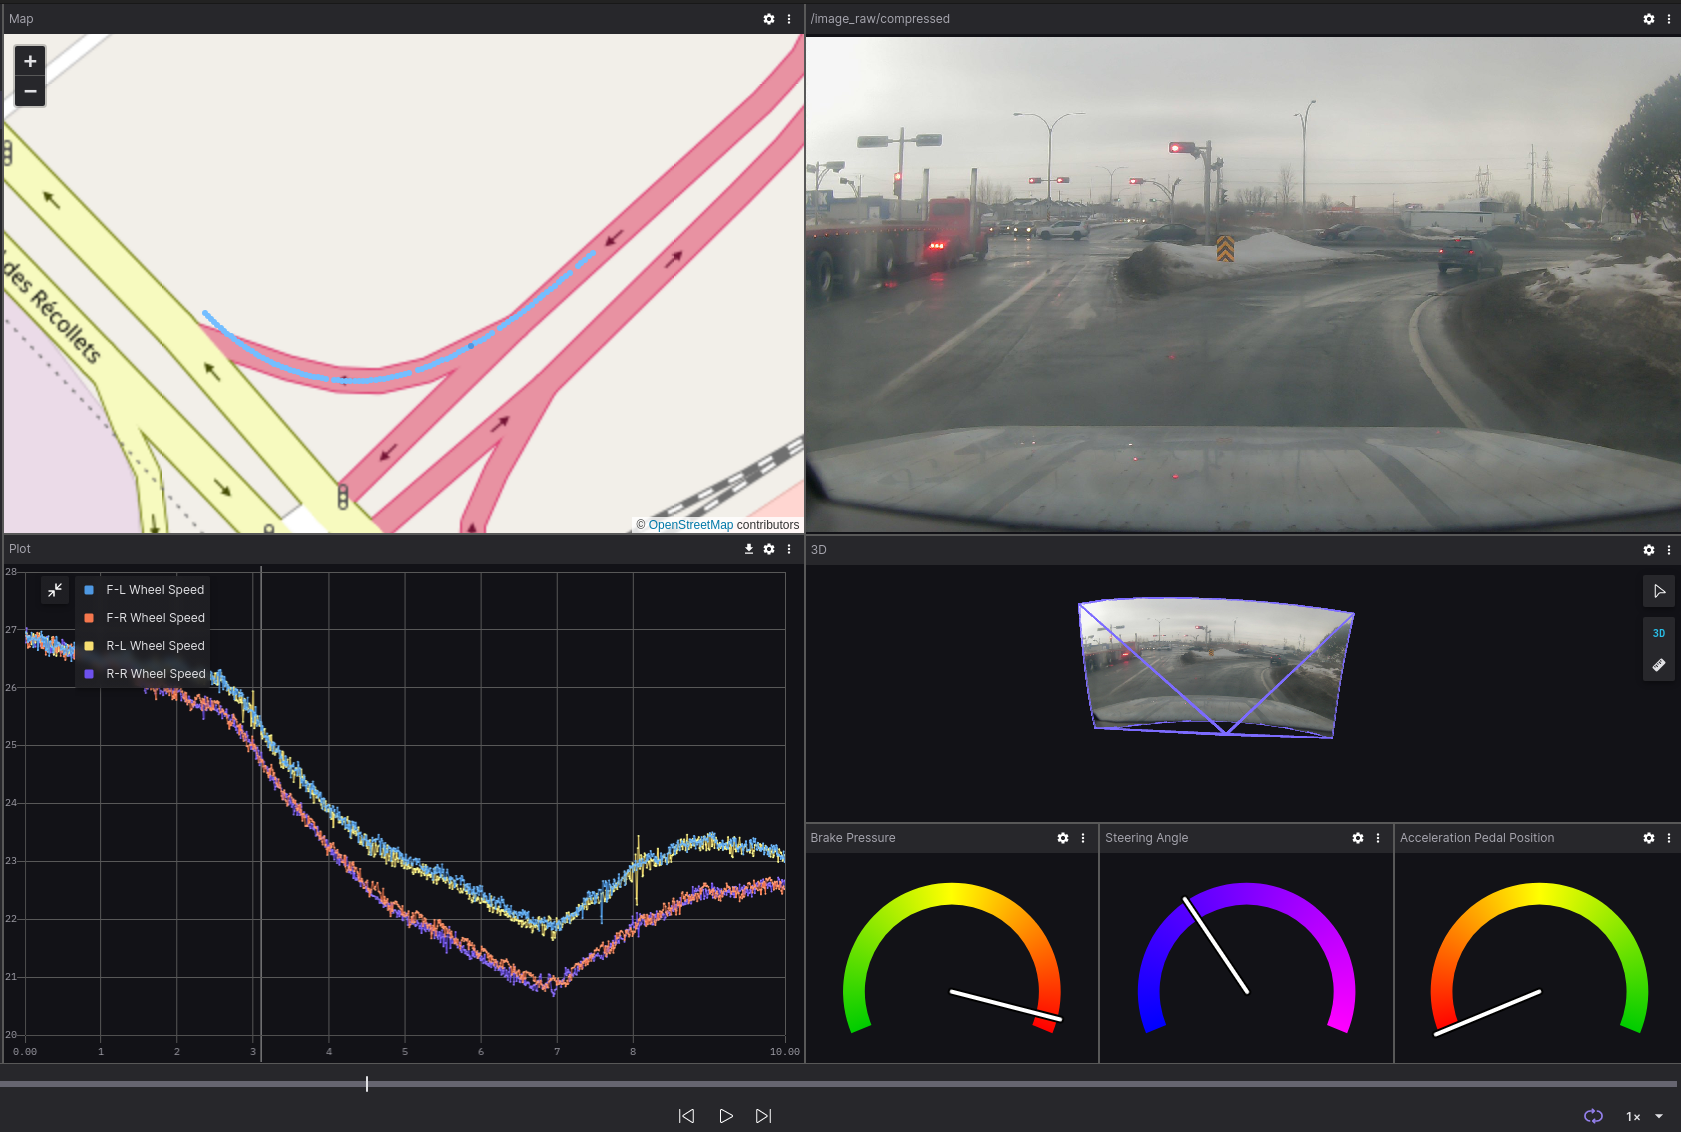 Map
+
−
des Récollets
© OpenStreetMap contributors
/image_raw/compressed
Plot
F-L Wheel Speed
F-R Wheel Speed
R-L Wheel Speed
R-R Wheel Speed
28
27
26
25
24
23
22
21
20
0.00 1 2 3 4 5 6 7 8 10.00
3D
3D
Brake Pressure
Steering Angle
Acceleration Pedal Position
1×